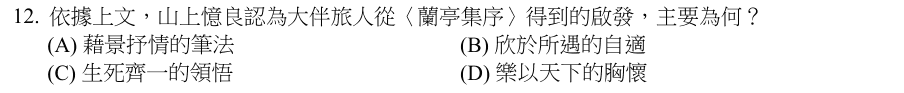 12. 依據上文，山上憶良認為大伴旅人從〈蘭亭集序〉得到的啟發，主要為何？
(A) 藉景抒情的筆法 (B) 欣於所遇的自適
(C) 生死齊一的領悟 (D) 樂以天下的胸懷